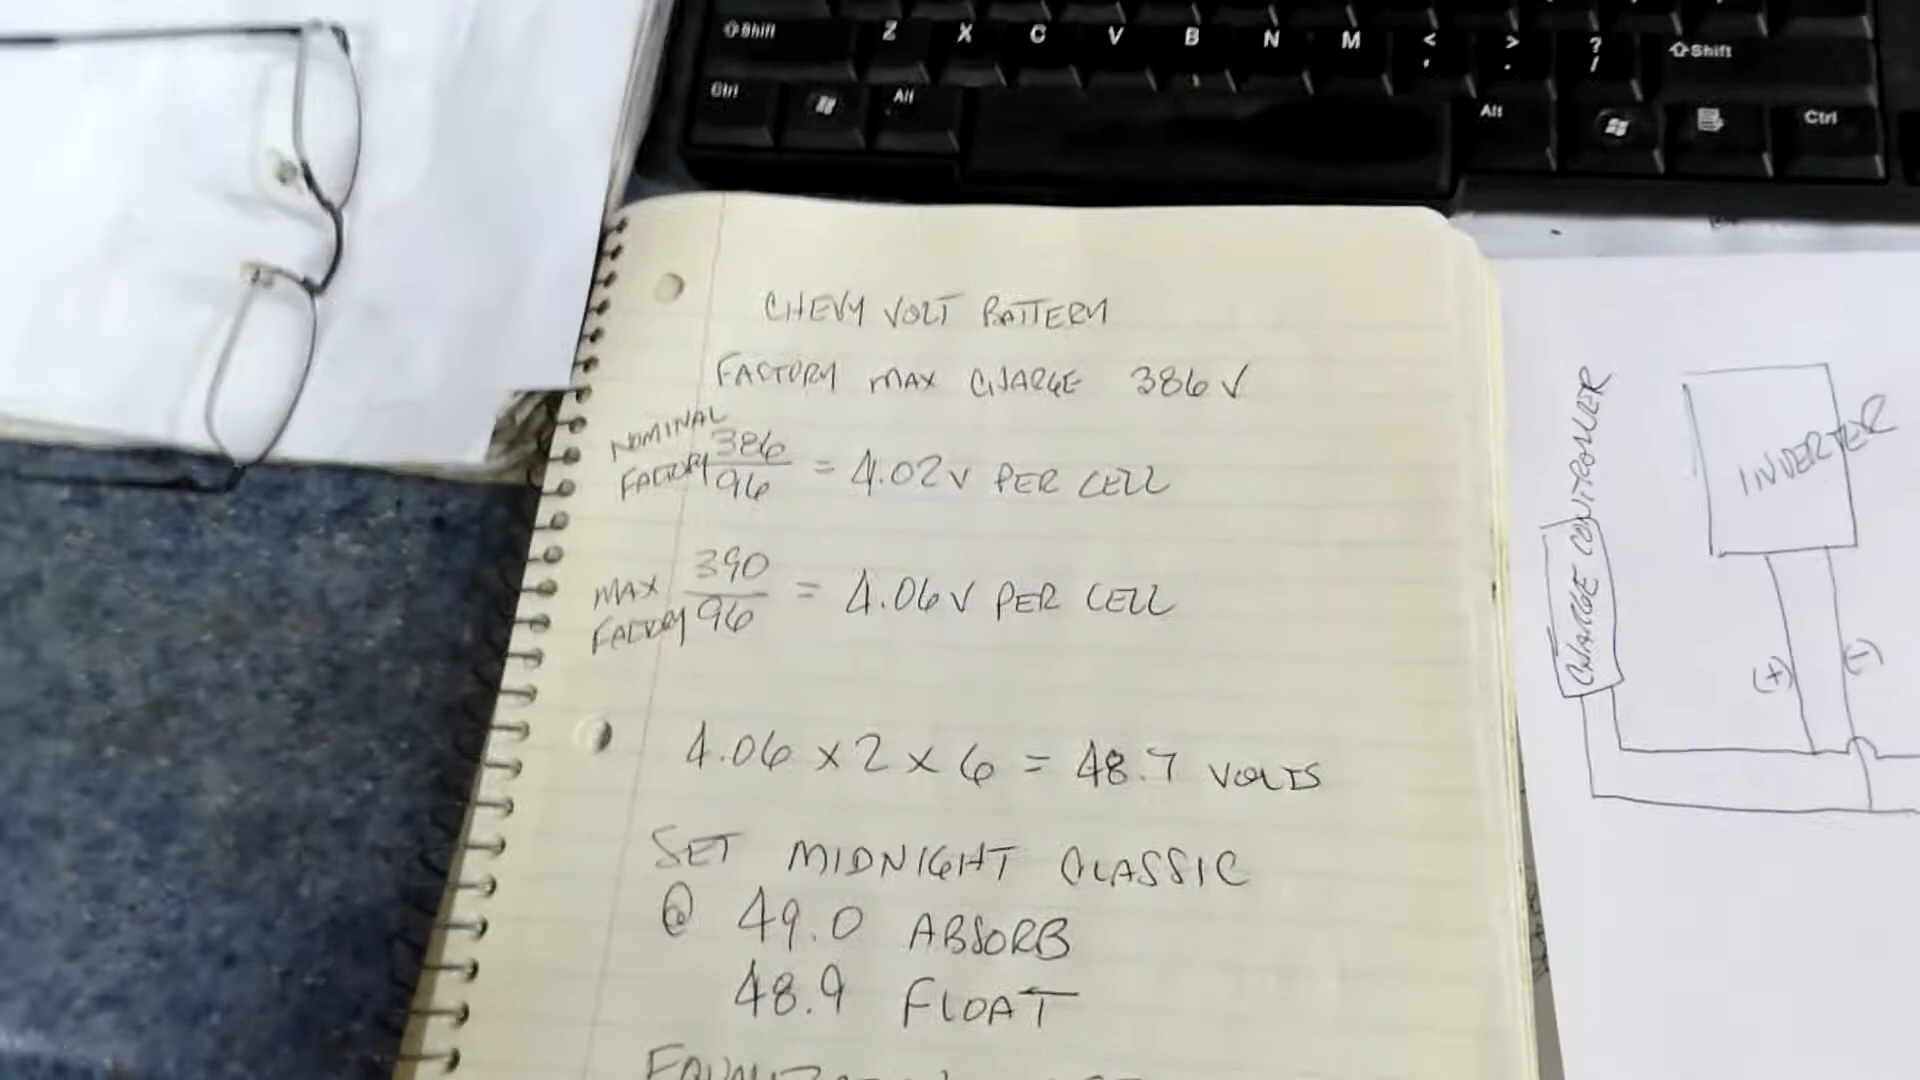 Shift Z X C V B N M < , > . ? / Shift
Ctrl Alt Alt Ctrl
CHEVY VOLT BATTERY
FACTORY MAX CHARGE 386V
NOMINAL
FACTORY 386/96 = 4.02V PER CELL
MAX
FACTORY 390/96 = 4.06V PER CELL
4.06 x 2 x 6 = 48.7 VOLTS
SET MIDNIGHT CLASSIC
@ 49.0 ABSORB
48.9 FLOAT
CHARGE CONTROLLER
INVERTER
(+) (-)